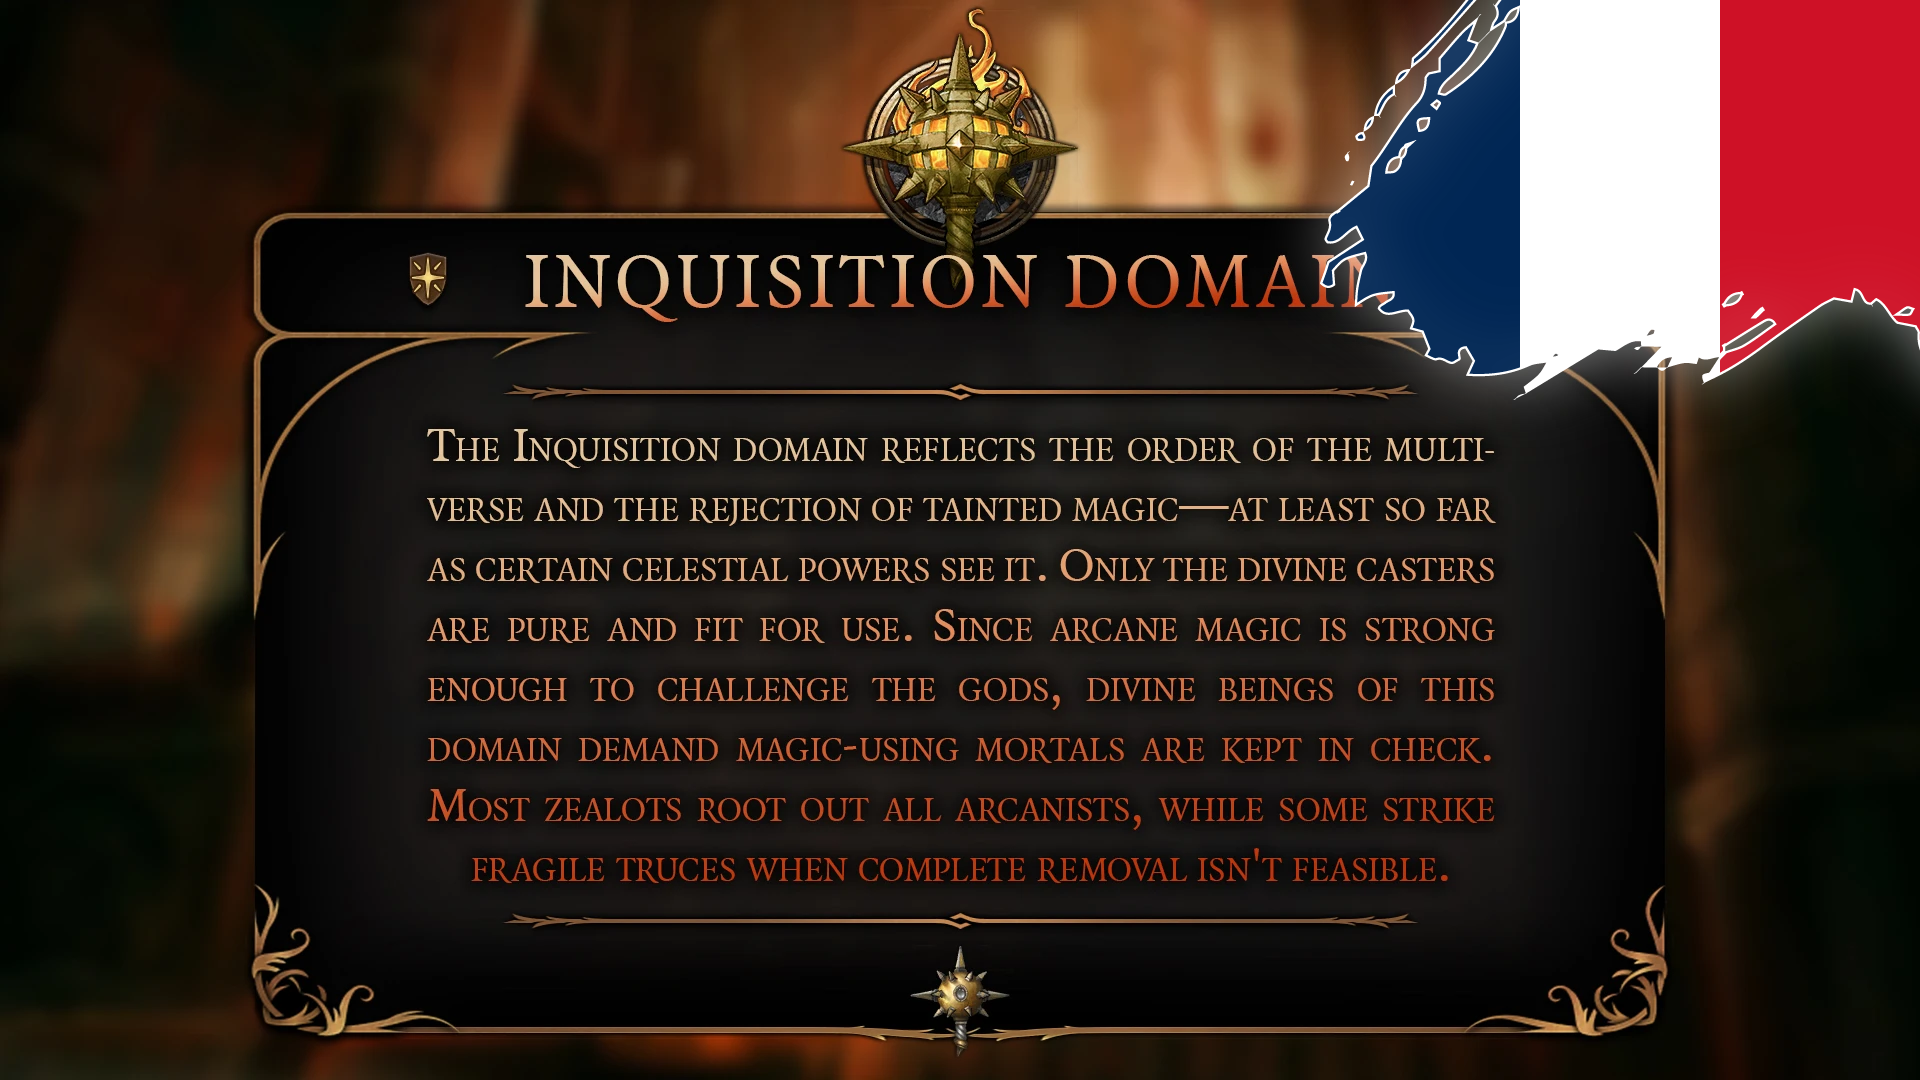 INQUISITION DOMAIN
The Inquisition domain reflects the order of the multi-
verse and the rejection of tainted magic—at least so far
as certain celestial powers see it. Only the divine casters
are pure and fit for use. Since arcane magic is strong
enough to challenge the gods, divine beings of this
domain demand magic-using mortals are kept in check.
Most zealots root out all arcanists, while some strike
fragile truces when complete removal isn't feasible.